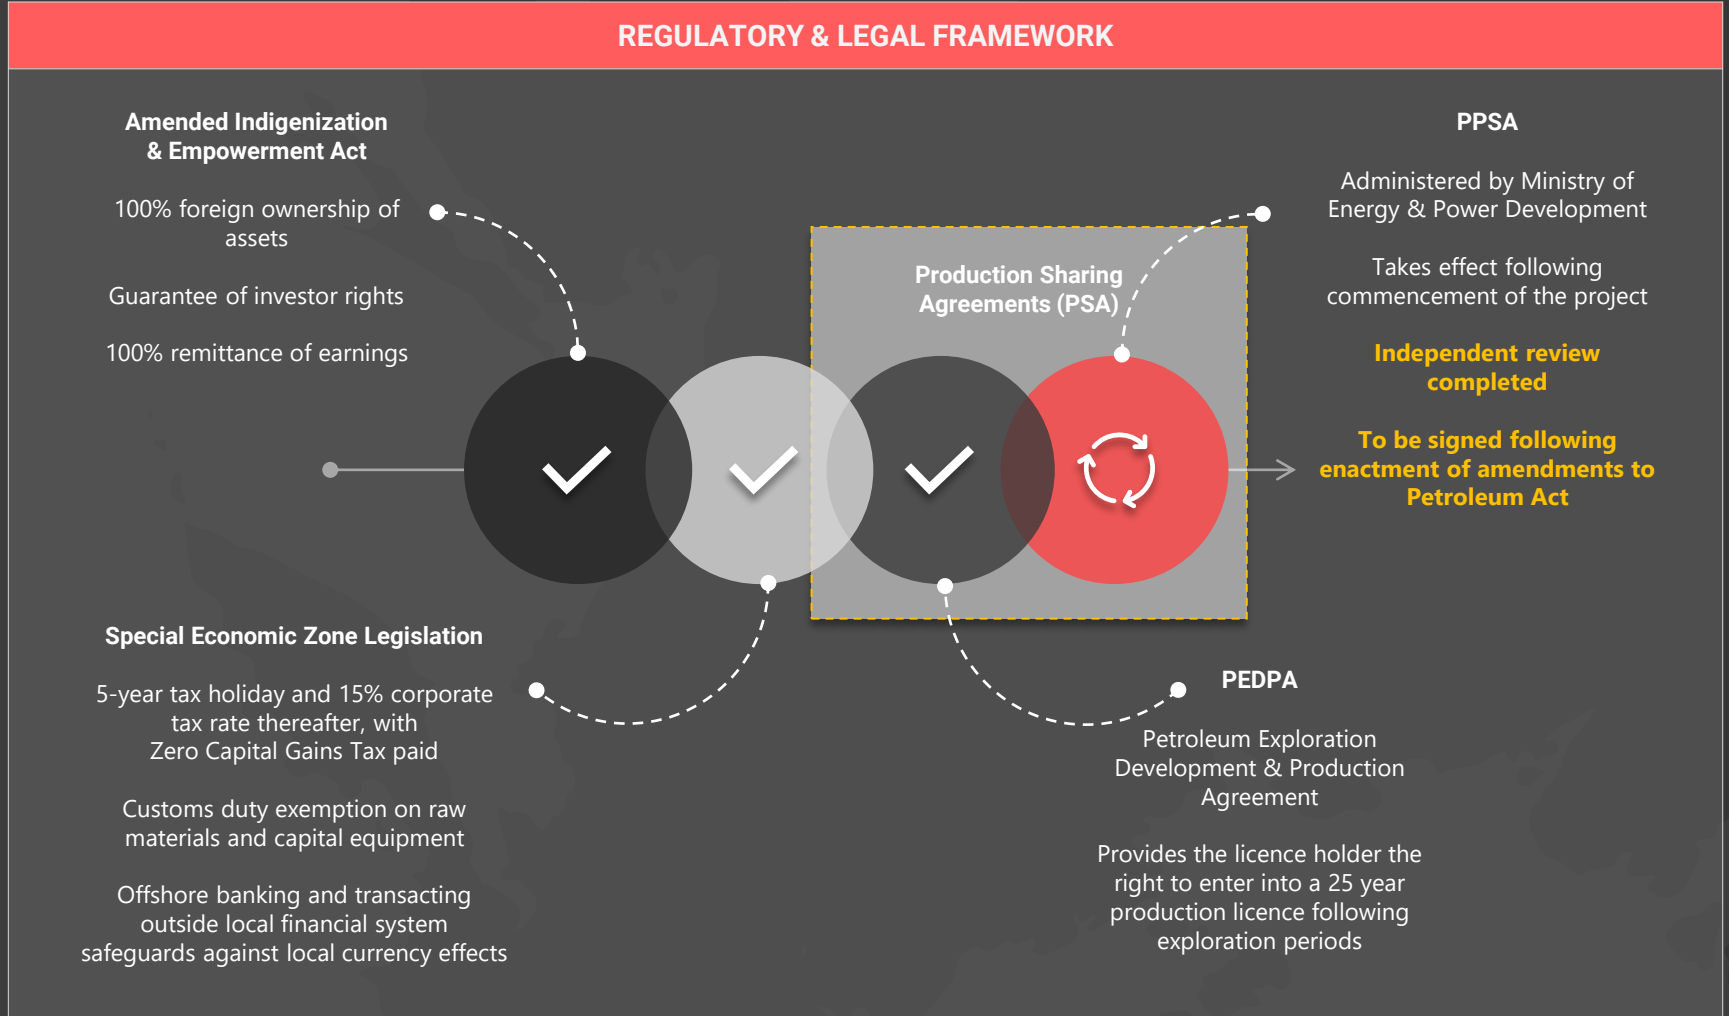 REGULATORY & LEGAL FRAMEWORK
Amended Indigenization
& Empowerment Act
100% foreign ownership of
assets
Guarantee of investor rights
100% remittance of earnings
Special Economic Zone Legislation
5-year tax holiday and 15% corporate
tax rate thereafter, with
Zero Capital Gains Tax paid
Customs duty exemption on raw
materials and capital equipment
Offshore banking and transacting
outside local financial system
safeguards against local currency effects
Production Sharing
Agreements (PSA)
PEDPA
Petroleum Exploration
Development & Production
Agreement
Provides the licence holder the
right to enter into a 25 year
production licence following
exploration periods
PPSA
Administered by Ministry of
Energy & Power Development
Takes effect following
commencement of the project
Independent review
completed
To be signed following
enactment of amendments to
Petroleum Act